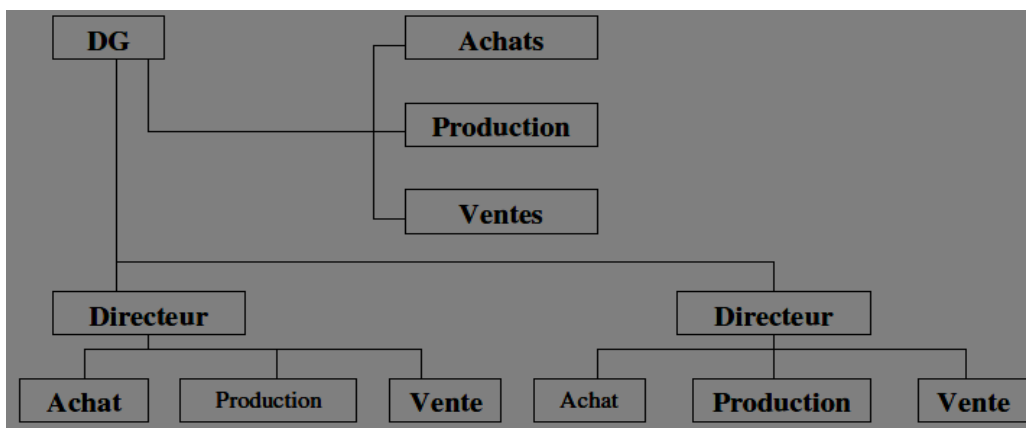 DG
Achats
Production
Ventes
Directeur
Directeur
Achat
Production
Vente
Achat
Production
Vente